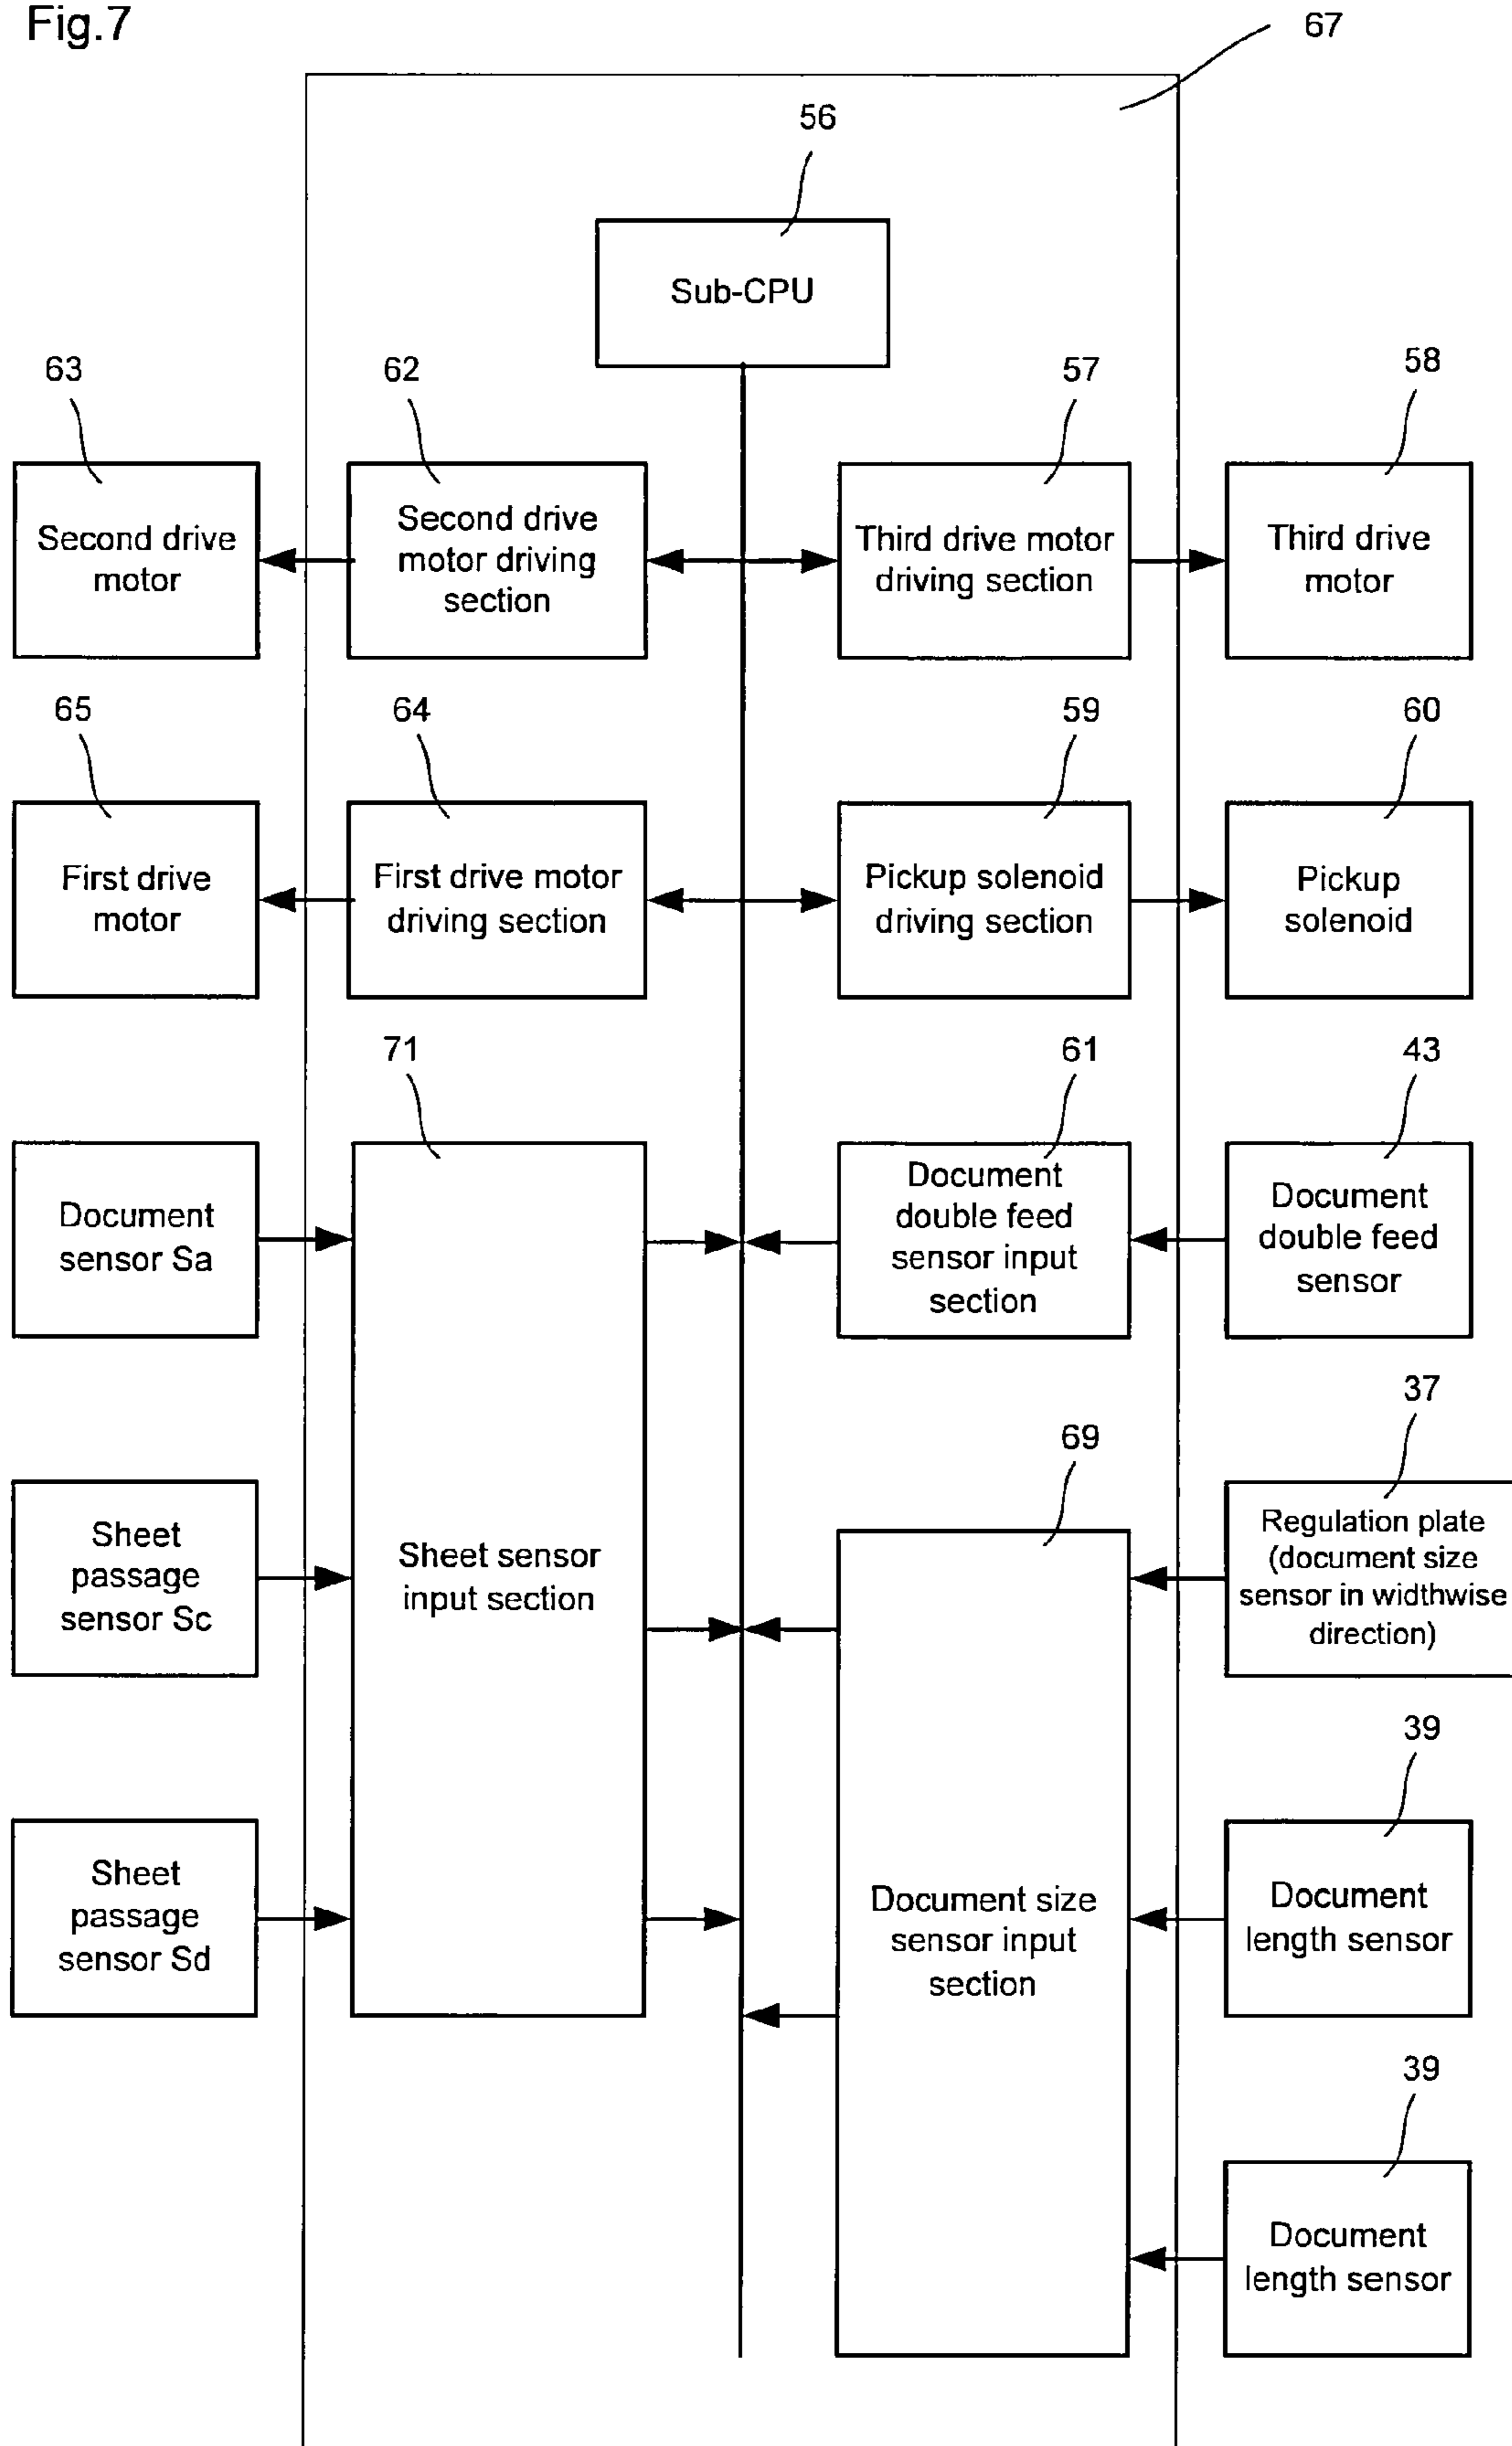 Fig.7
67
56
Sub-CPU
63
62
57
58
Second drive
motor
Second drive
motor driving
section
Third drive motor
driving section
Third drive
motor
65
64
59
60
First drive
motor
First drive motor
driving section
Pickup solenoid
driving section
Pickup
solenoid
71
61
43
Document
sensor Sa
Document
double feed
sensor input
section
Document
double feed
sensor
37
69
Sheet
passage
sensor Sc
Sheet sensor
input section
Regulation plate
(document size
sensor in widthwise
direction)
39
Sheet
passage
sensor Sd
Document size
sensor input
section
Document
length sensor
39
Document
length sensor